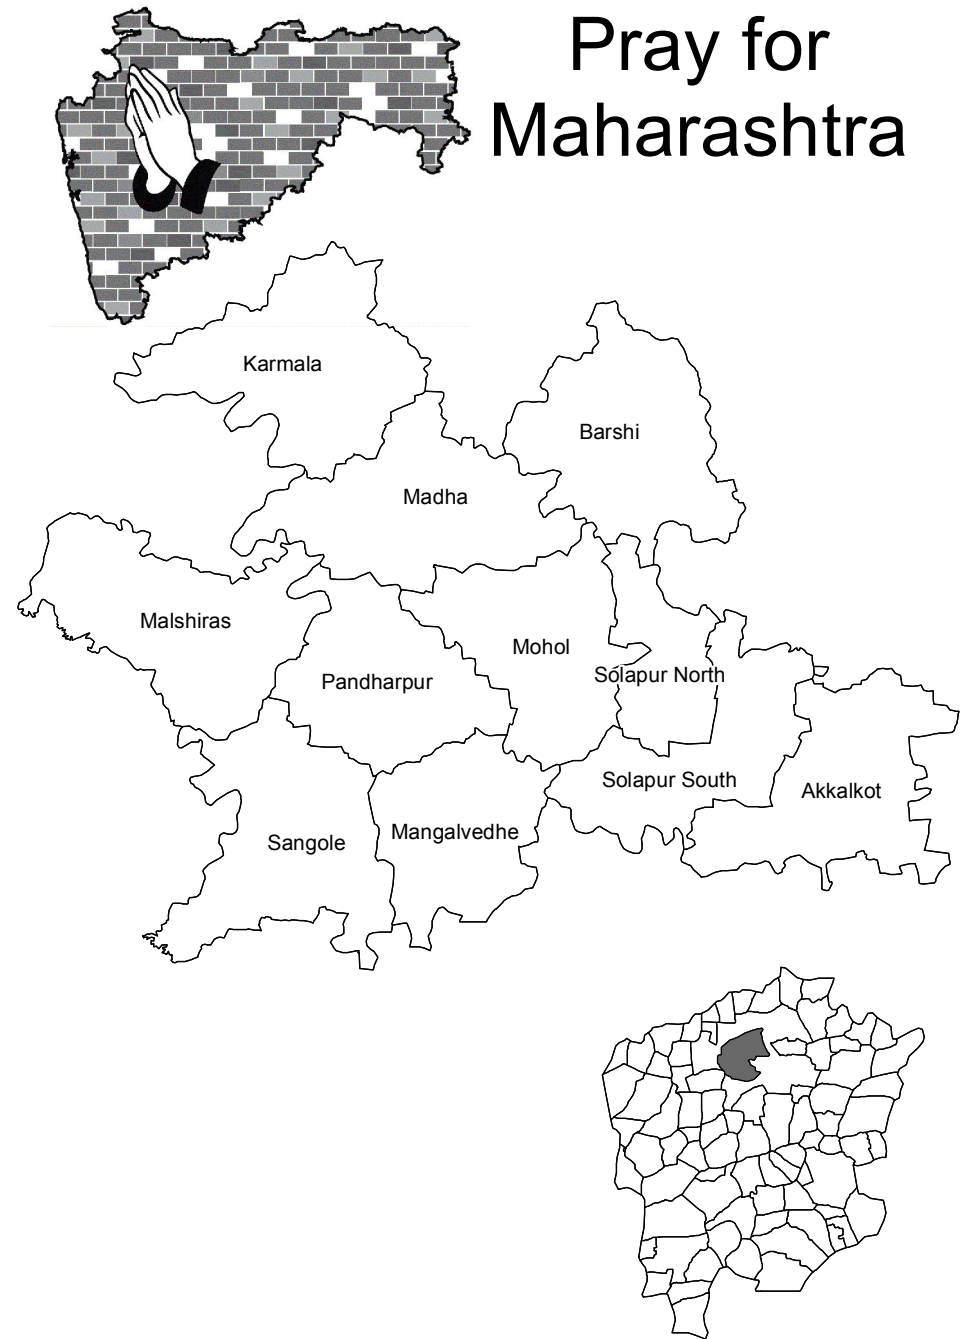 Pray for
Maharashtra
Karmala
Barshi
Madha
Malshiras
Mohol
Solapur North
Pandharpur
Solapur South
Akkalkot
Mangalvedhe
Sangole